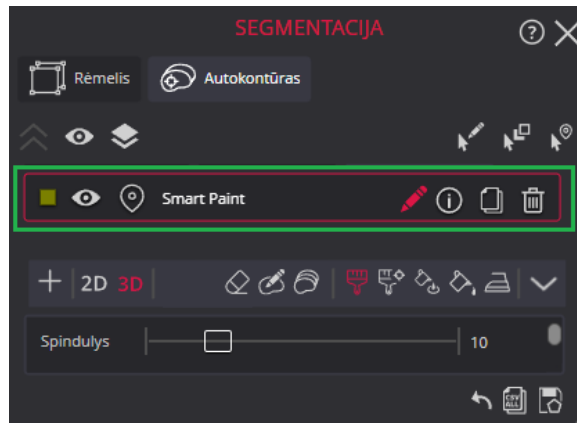 SEGMENTACIJA
Rėmelis Autokontūras
Smart Paint
2D 3D
Spindulys 10
CSV ALL